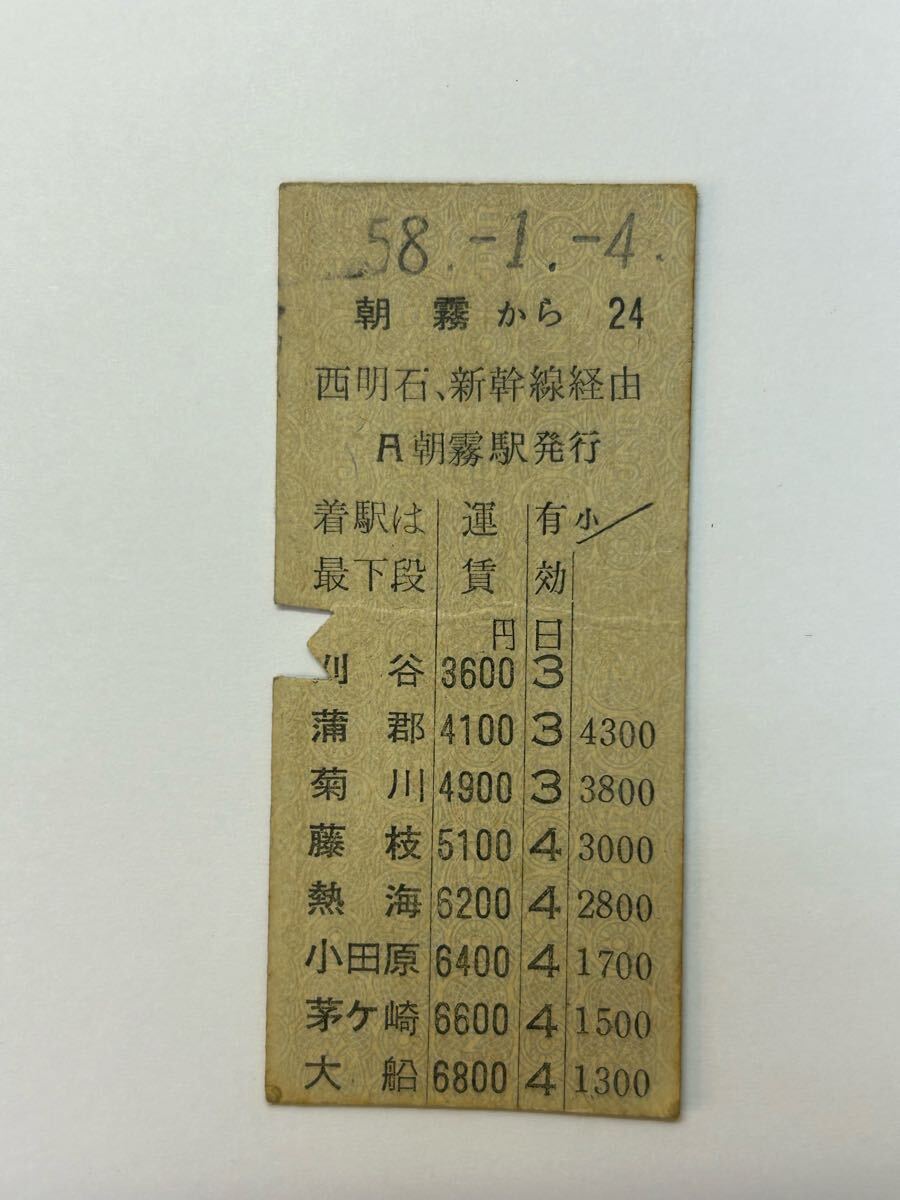 58.-1.-4.
朝霧から 24
西明石、新幹線経由
朝霧駅発行
着駅は 運 有 小
最下段 賃 効
円 日
刈谷 3600 3
蒲郡 4100 3 4300
菊川 4900 3 3800
藤枝 5100 4 3000
熱海 6200 4 2800
小田原 6400 4 1700
茅ケ崎 6600 4 1500
大船 6800 4 1300